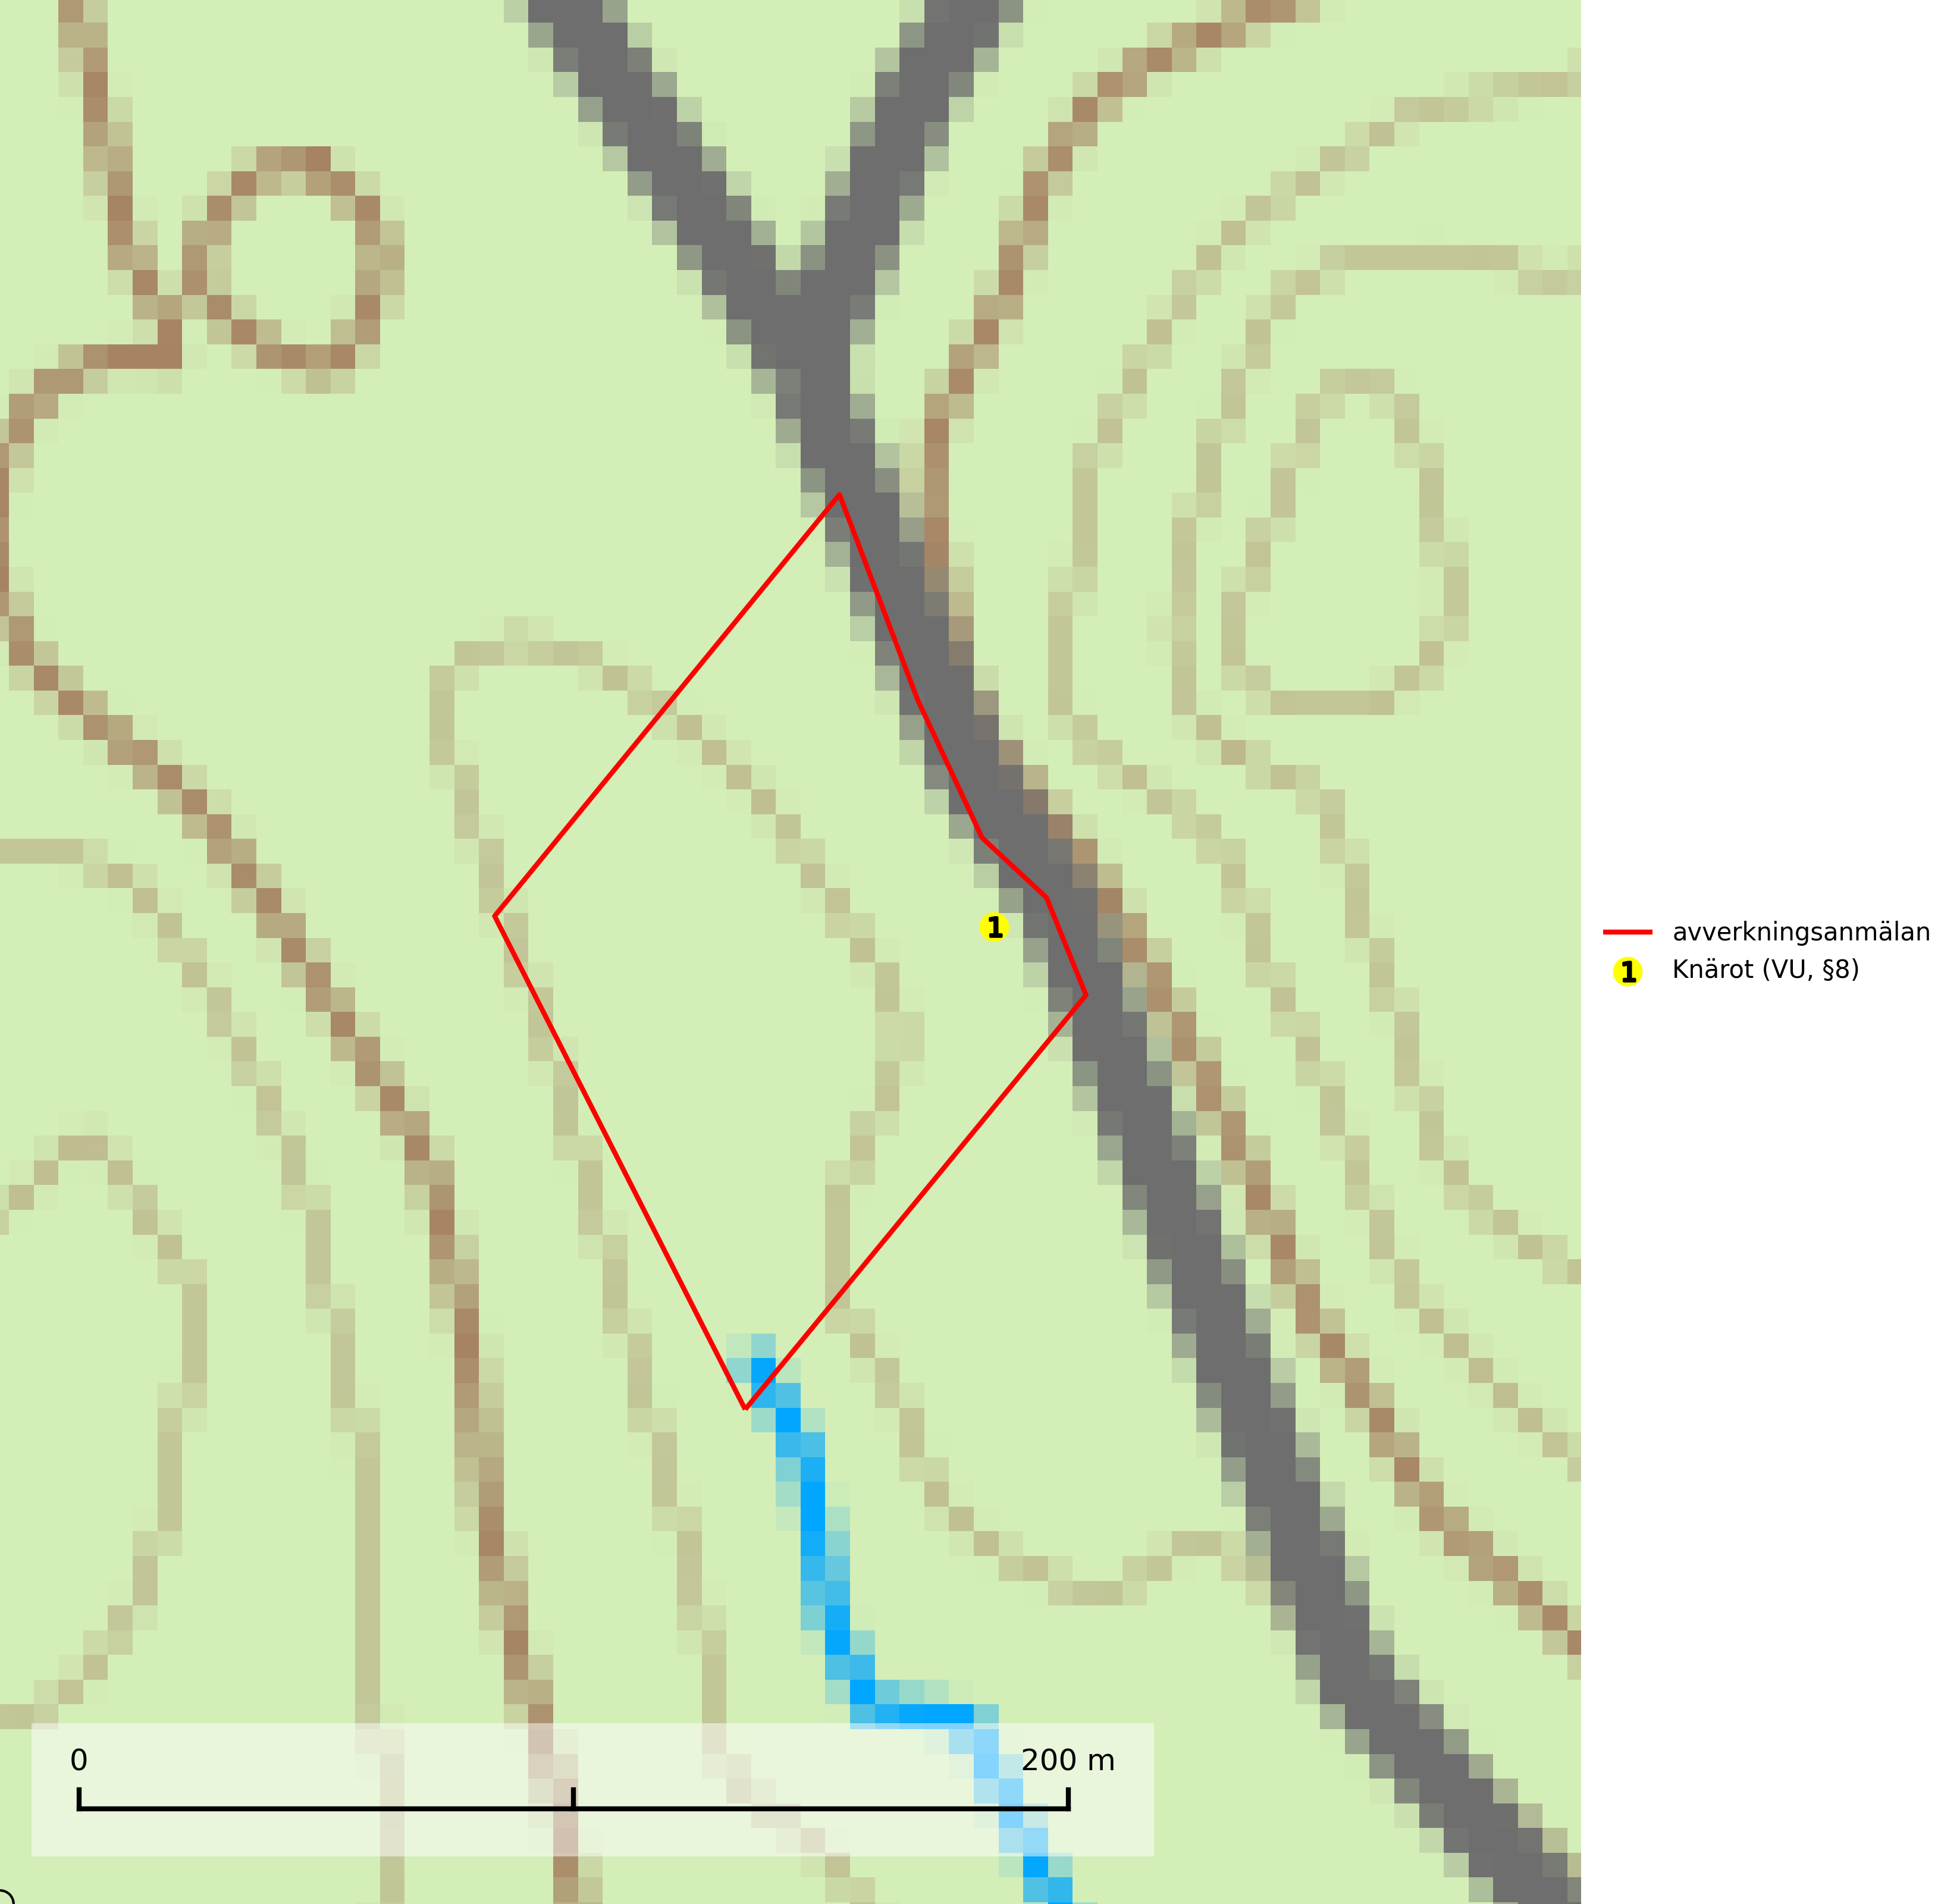 1
avverkningsanmälan
1 Knärot (VU, §8)
0 200 m